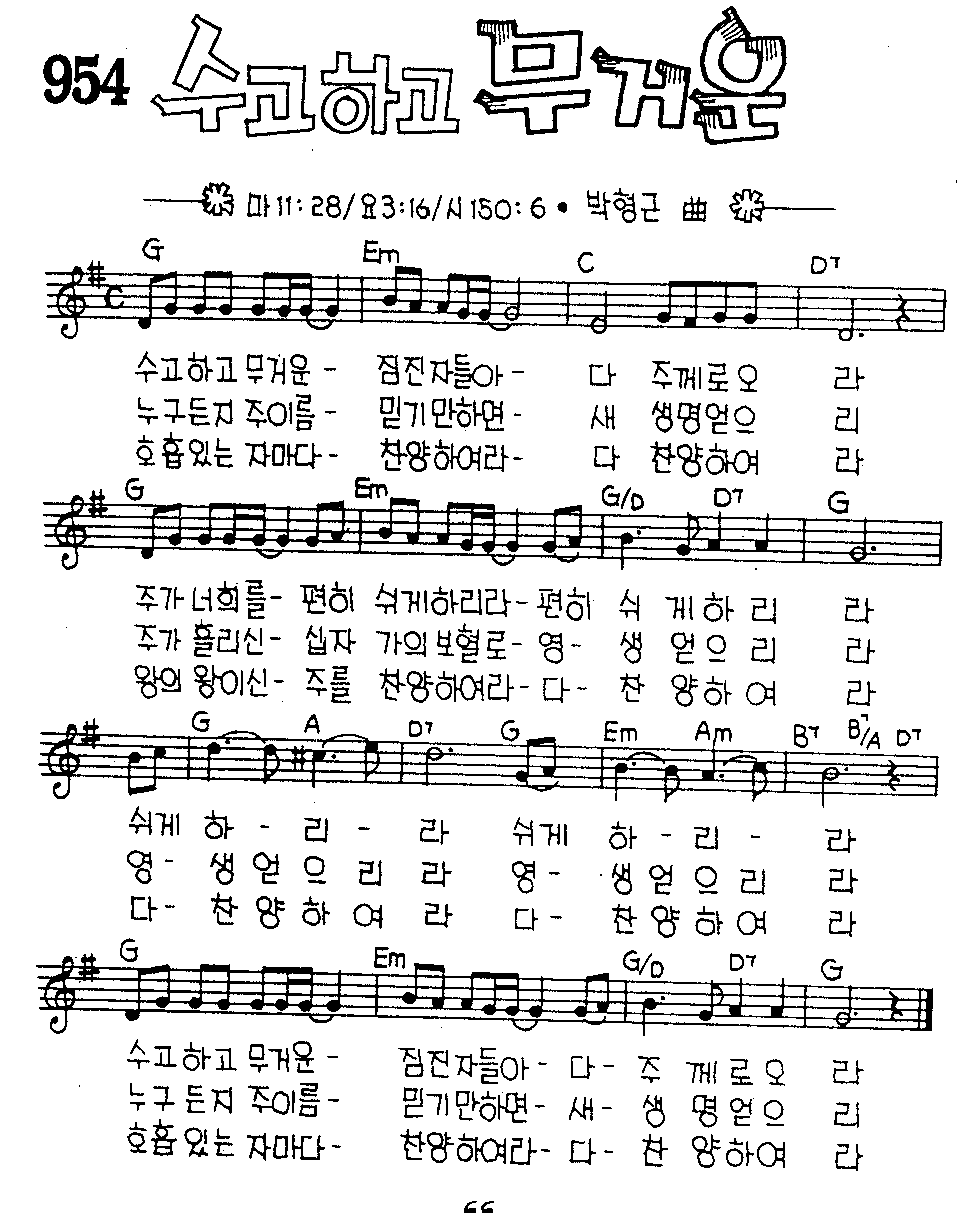 954 수고하고 무거운
마11:28/요3:16/시150:6 • 박형근 曲
G Em C D7
수고하고 무거운 - 짐진자들아 - 다 주께로오 라
누구든지 주이름 - 믿기만하면 - 새 생명얻으 리
호흡있는 자마다 - 찬양하여라 - 다 찬양하여 라
G Em G/D D7 G
주가 너희를 - 편히 쉬게하리라 - 편히 쉬 게하 리 라
주가 흘리신 - 십자 가의보혈로 - 영 - 생 얻으 리 라
왕의 왕이신 - 주를 찬양하여라 - 다 - 찬 양하 여 라
G A D7 G Em Am B7 B7/A D7
쉬게 하 - 리 - 라 쉬게 하 - 리 - 라
영 - 생 얻 으 리 라 영 - 생 얻 으 리 라
다 - 찬 양 하 여 라 다 - 찬 양 하 여 라
G Em G/D D7 G
수고하고 무거운 - 짐진자들아 - 다 - 주 께로오 라
누구든지 주이름 - 믿기만하면 - 새 - 생 명얻으 리
호흡있는 자마다 - 찬양하여라 - 다 - 찬 양하여 라